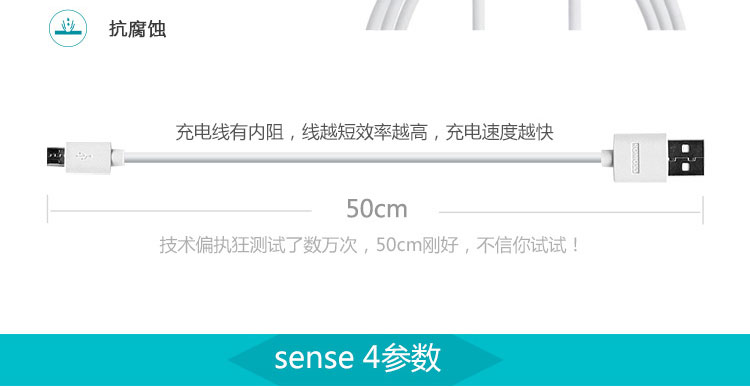 抗腐蚀
充电线有内阻，线越短效率越高，充电速度越快
50cm
技术偏执狂测试了数万次，50cm刚好，不信你试试！
sense 4参数